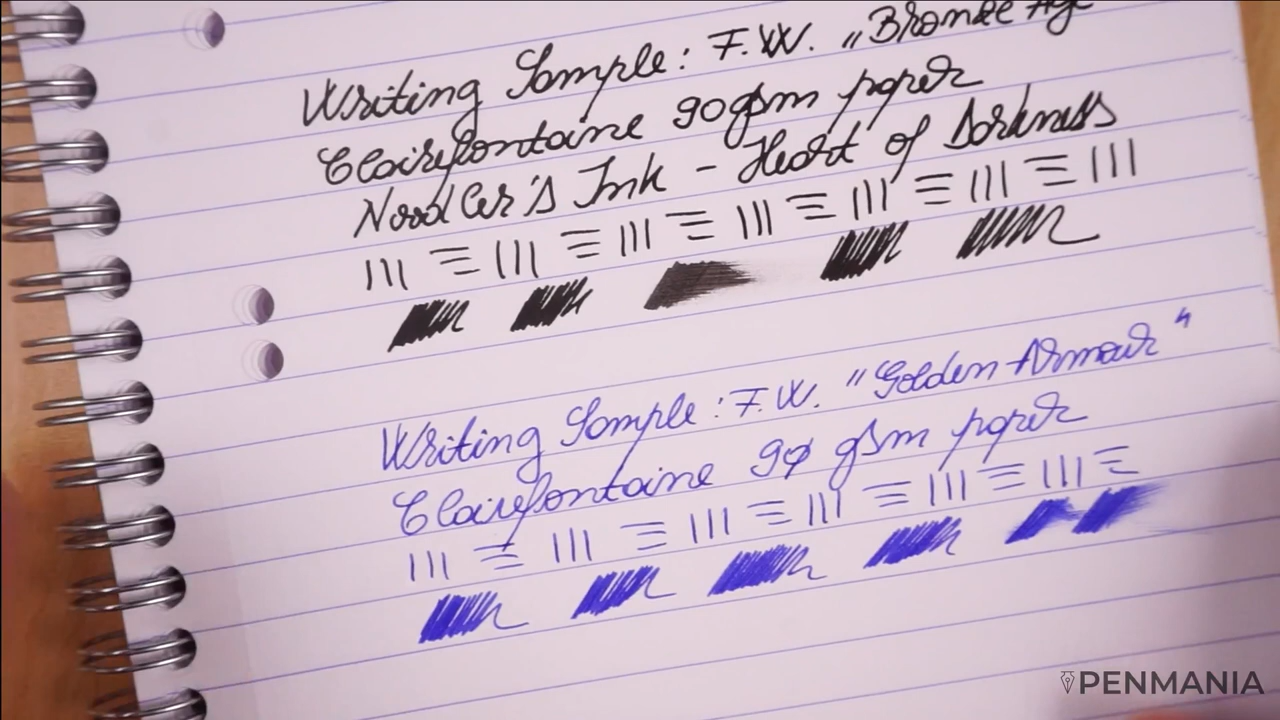 Writing Sample: F.W. „Bronze Age
Clairefontaine 90gsm paper
Noodler's Ink - Heart of Darkness
Writing Sample: F.W. "Golden Armour"
Clairefontaine 90 gsm paper
PENMANIA